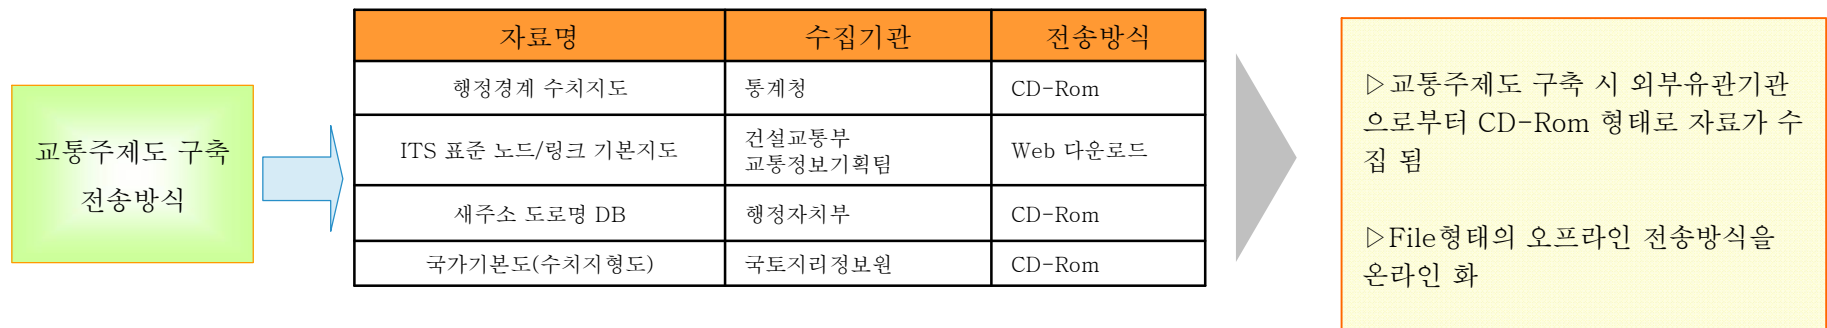 교통주제도 구축
전송방식
자료명 수집기관 전송방식
행정경계 수치지도 통계청 CD-Rom
ITS 표준 노드/링크 기본지도 건설교통부 교통정보기획팀 Web 다운로드
새주소 도로명 DB 행정자치부 CD-Rom
국가기본도(수치지형도) 국토지리정보원 CD-Rom
▷교통주제도 구축 시 외부유관기관
으로부터 CD-Rom 형태로 자료가 수
집 됨
▷File형태의 오프라인 전송방식을
온라인 화